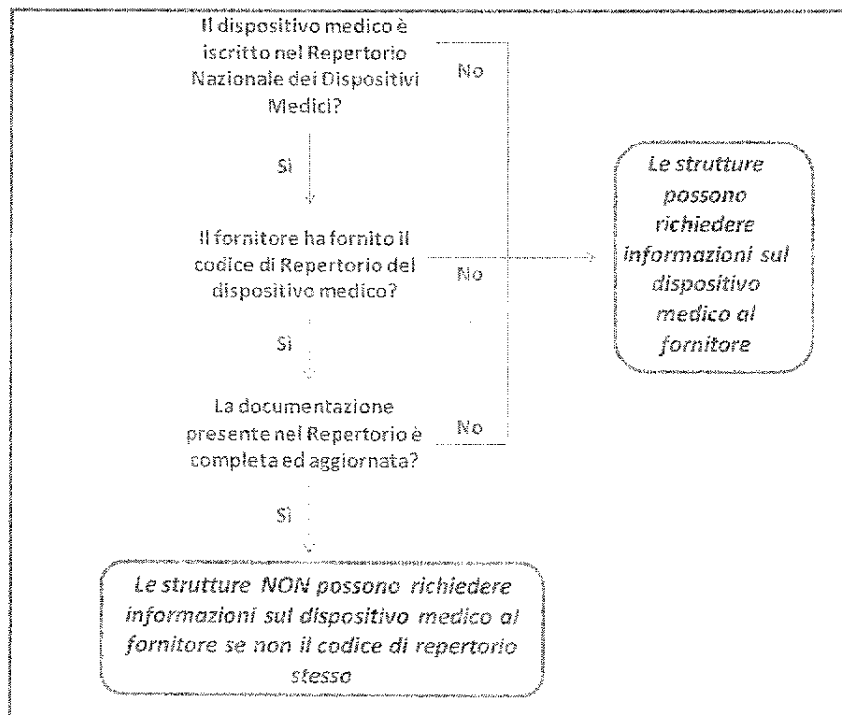 Il dispositivo medico è
iscritto nel Repertorio
Nazionale dei Dispositivi
Medici?
No
Sì
Le strutture
possono
richiedere
informazioni sul
dispositivo
medico al
fornitore
Il fornitore ha fornito il
codice di Repertorio del
dispositivo medico?
No
Sì
La documentazione
presente nel Repertorio è
completa ed aggiornata?
No
Sì
Le strutture NON possono richiedere
informazioni sul dispositivo medico al
fornitore se non il codice di repertorio
stesso